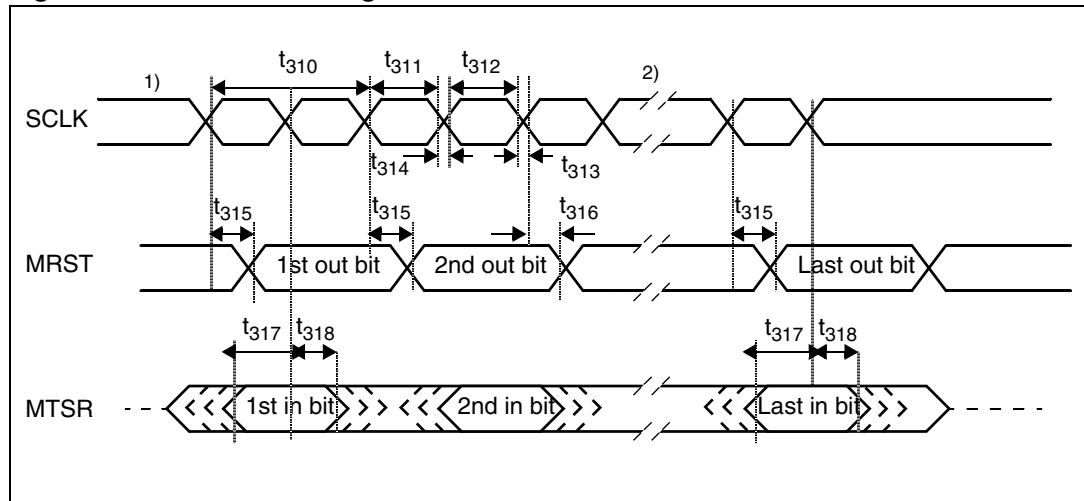 t310 t311 t312
1) 2)
SCLK
t314 t313
t315 t315 t316 t315
MRST 1st out bit 2nd out bit Last out bit
t317 t318 t317 t318
MTSR 1st in bit 2nd in bit Last in bit